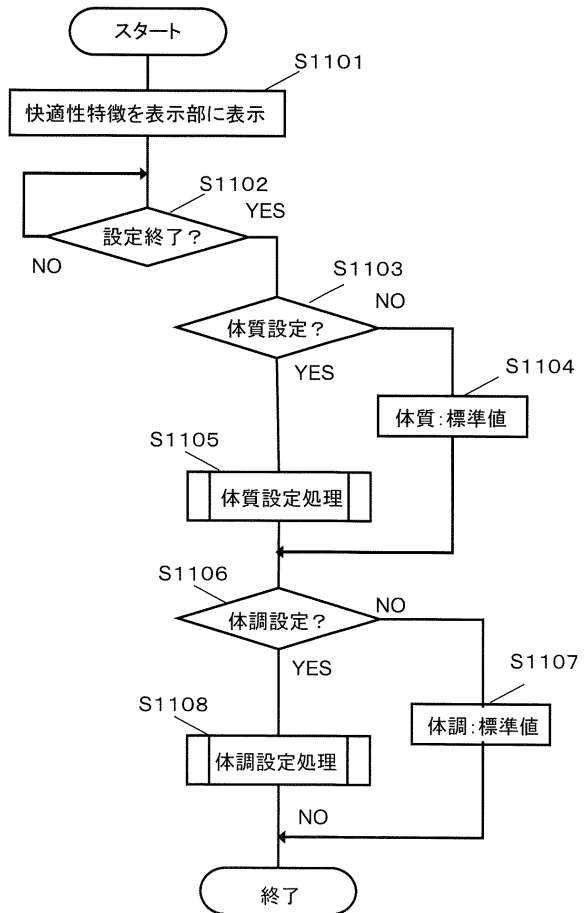 スタート
S1101
快適性特徴を表示部に表示
S1102
YES
設定終了？
NO
S1103
NO
体質設定？
YES
S1104
体質：標準値
S1105
体質設定処理
S1106
NO
体調設定？
YES
S1107
体調：標準値
S1108
体調設定処理
NO
終了